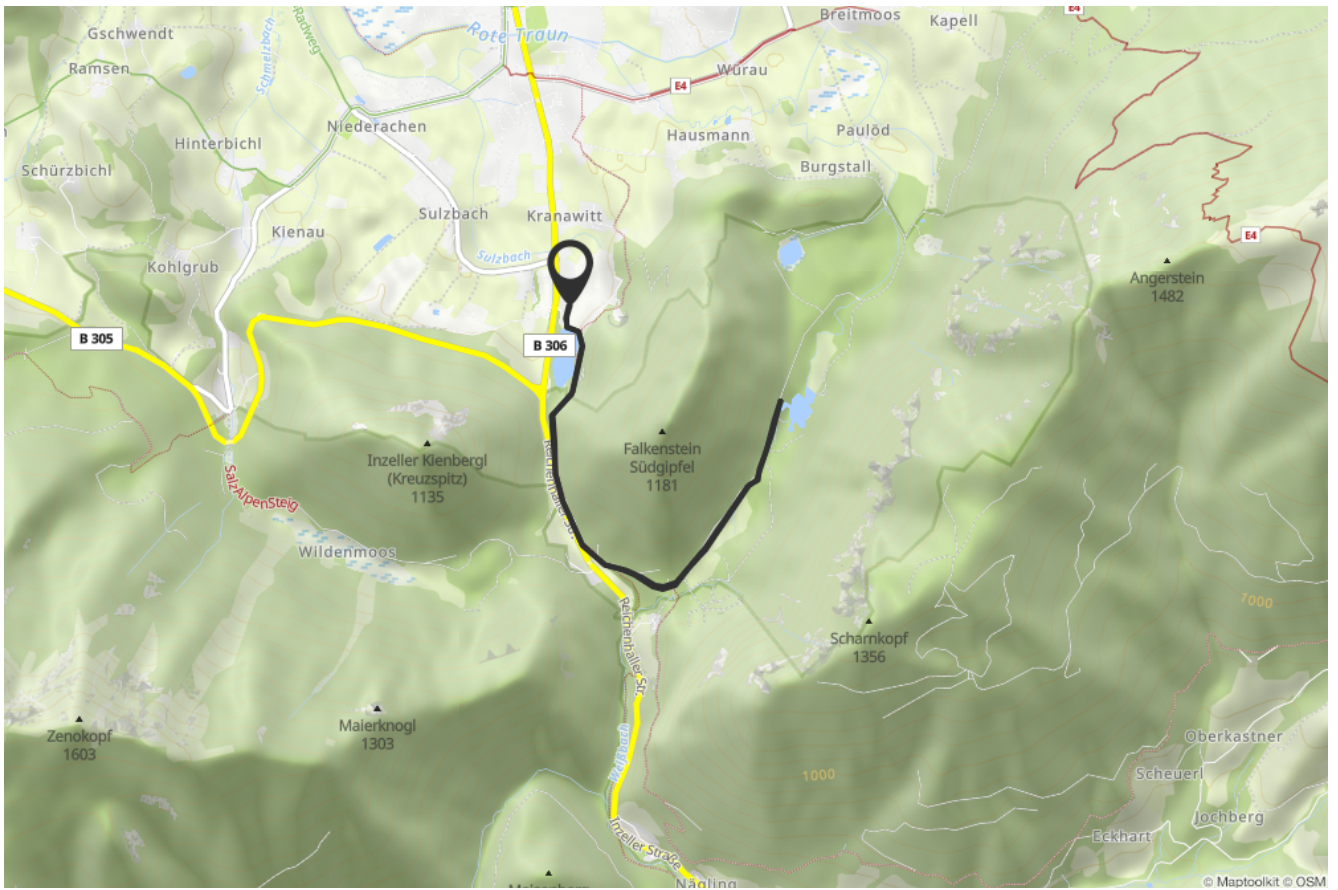 E4
Breitmoos
Kapell
Gschwendt
Radweg
Rote Traun
Schmelzbach
Ramsen
Würau
E4
Niederachen
Hausmann
Paulöd
Hinterbichl
Schürzbichl
Burgstall
Sulzbach
Kranawitt
Kienau
E4
Sulzbach
Kohlgrub
Angerstein
1482
B 305
B 306
Falkenstein
Südgipfel
1181
Inzeller Kienbergl
(Kreuzspitz)
1135
Reichenhaller Str.
SalzAlpenSteig
Wildenmoos
1000
Reichenhaller Str.
Scharnkopf
1356
Maierknogl
1303
Zenokopf
1603
Oberkastner
Weißbach
1000
Scheuerl
Jochberg
Inzeller Straße
Eckhart
Nägling
© Maptoolkit © OSM